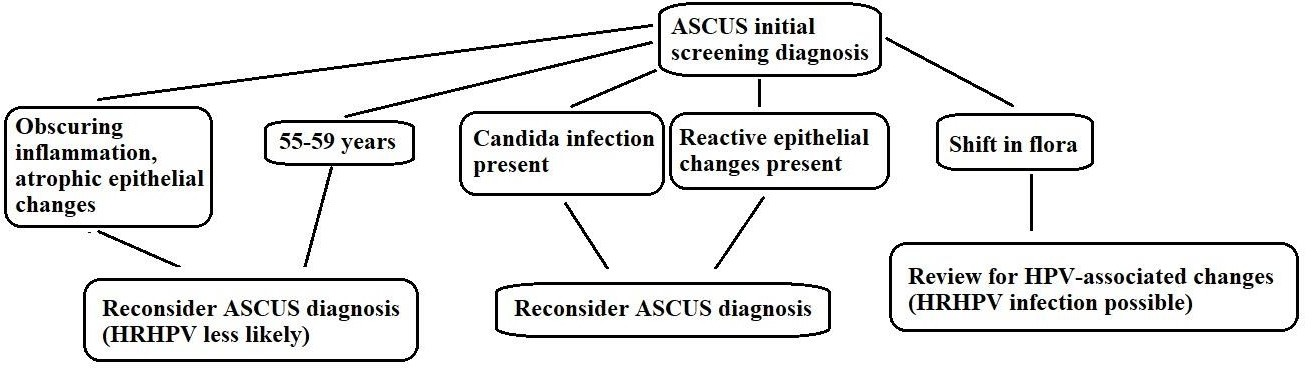 ASCUS initial
screening diagnosis
Obscuring
inflammation,
atrophic epithelial
changes
55-59 years
Candida infection
present
Reactive epithelial
changes present
Shift in flora
Reconsider ASCUS diagnosis
(HRHPV less likely)
Reconsider ASCUS diagnosis
Review for HPV-associated changes
(HRHPV infection possible)